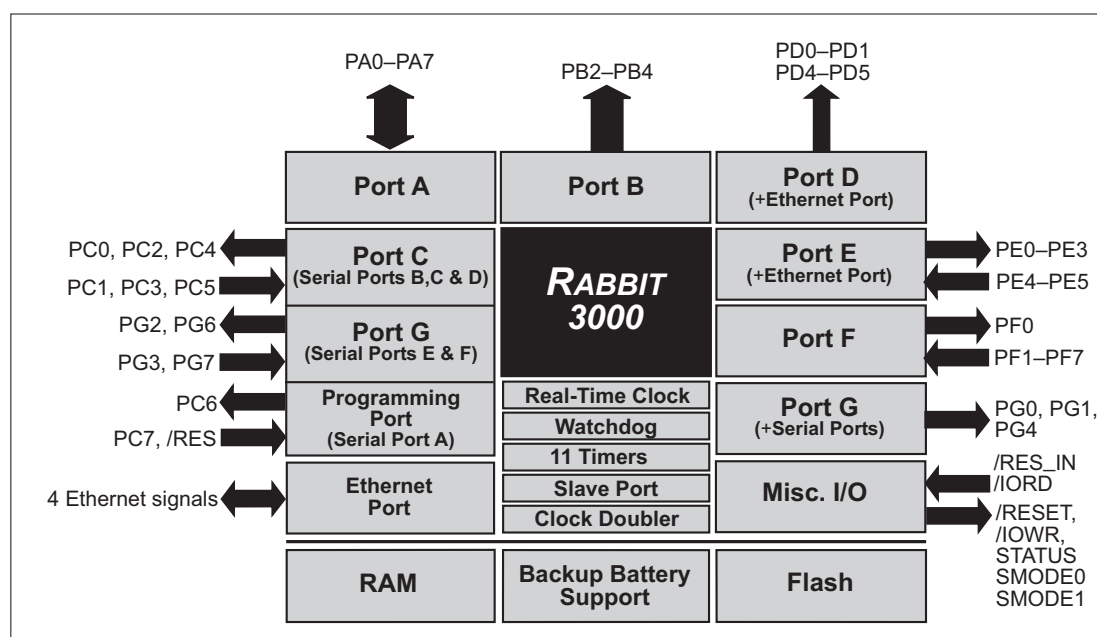 PA0–PA7
PB2–PB4
PD0–PD1
PD4–PD5
Port A
Port B
Port D
(+Ethernet Port)
PC0, PC2, PC4
PC1, PC3, PC5
Port C
(Serial Ports B,C & D)
RABBIT
3000
Port E
(+Ethernet Port)
PE0–PE3
PE4–PE5
PG2, PG6
PG3, PG7
Port G
(Serial Ports E & F)
Port F
PF0
PF1–PF7
PC6
PC7, /RES
Programming
Port
(Serial Port A)
Real-Time Clock
Watchdog
11 Timers
Slave Port
Clock Doubler
Port G
(+Serial Ports)
PG0, PG1,
PG4
4 Ethernet signals
Ethernet
Port
Misc. I/O
/RES_IN
/IORD
/RESET,
/IOWR,
STATUS
SMODE0
SMODE1
RAM
Backup Battery
Support
Flash